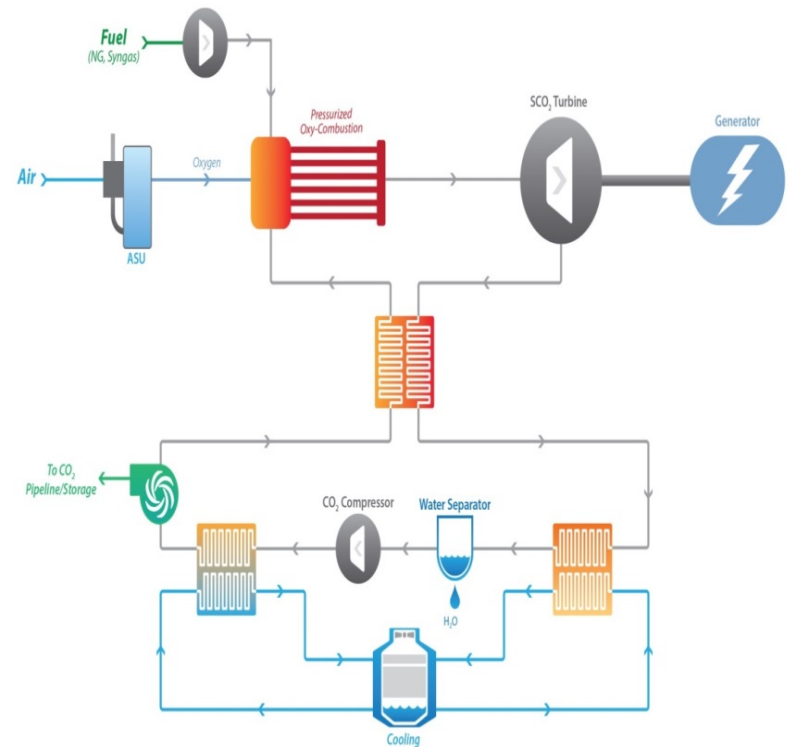 Fuel
(NG, Syngas)
Pressurized
Oxy-Combustion
SCO₂ Turbine
Generator
Air
Oxygen
ASU
To CO₂
Pipeline/Storage
CO₂ Compressor
Water Separator
H₂O
Cooling